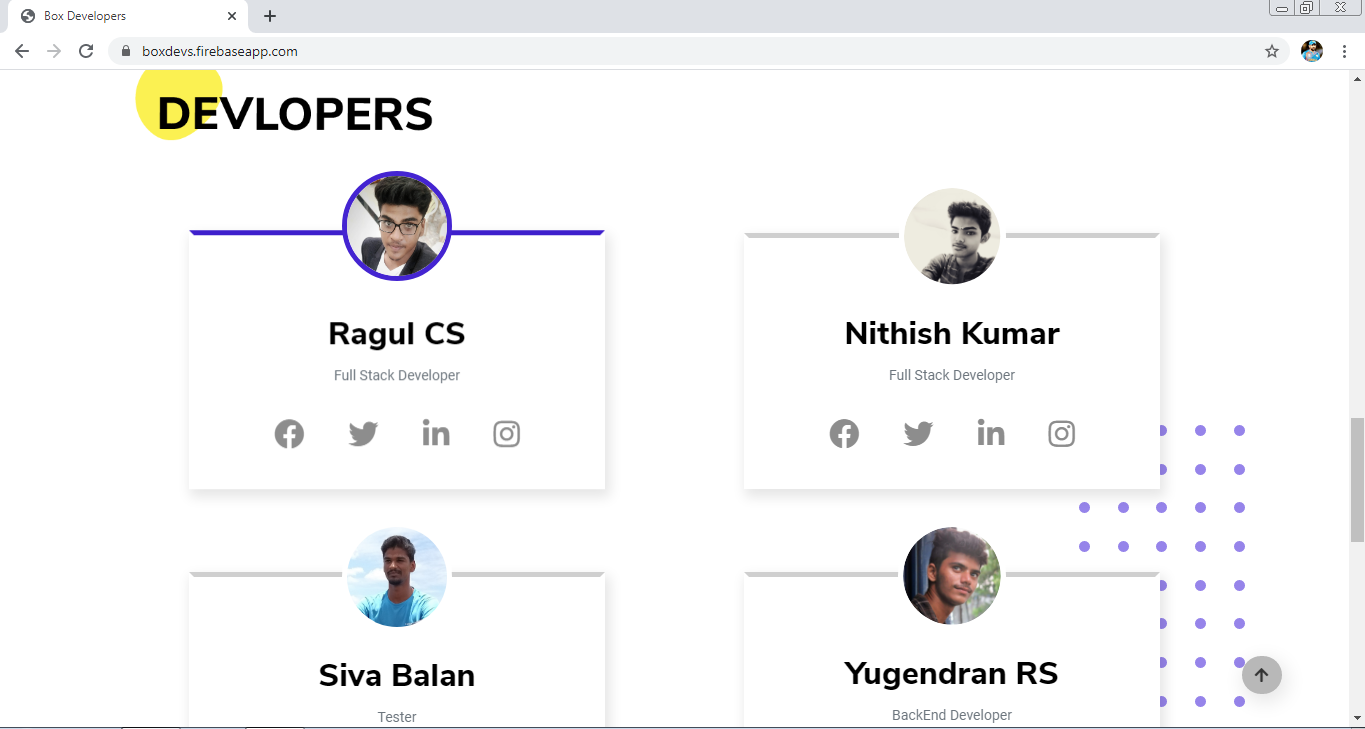 Box Developers
boxdevs.firebaseapp.com
DEVLOPERS
Ragul CS
Full Stack Developer
Nithish Kumar
Full Stack Developer
Siva Balan
Tester
Yugendran RS
BackEnd Developer